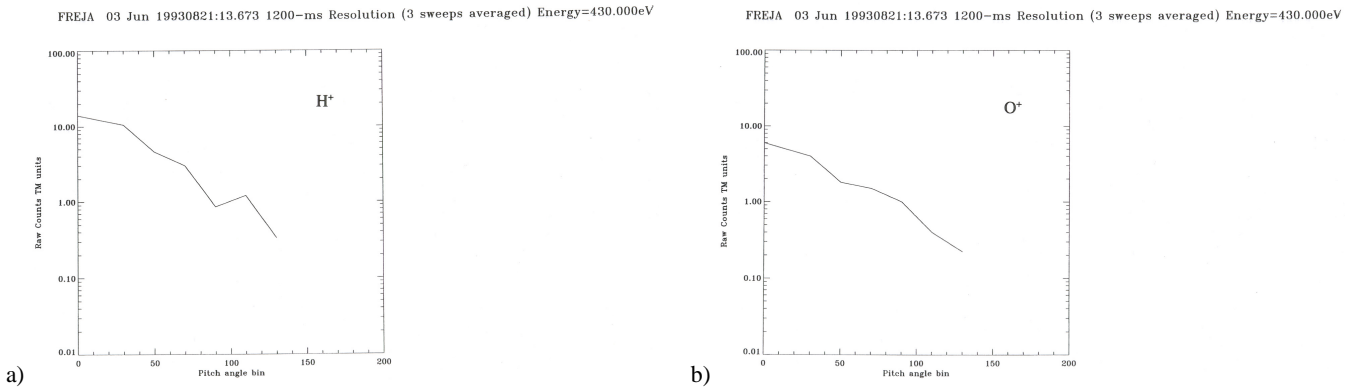 FREJA 03 Jun 19930821:13.673 1200-ms Resolution (3 sweeps averaged) Energy=430.000eV
100.00
10.00
1.00
0.10
0.01
Raw Counts TM units
H+
0 50 100 150 200
Pitch angle bin
a)
FREJA 03 Jun 19930821:13.673 1200-ms Resolution (3 sweeps averaged) Energy=430.000eV
100.00
10.00
1.00
0.10
0.01
Raw Counts TM units
O+
0 50 100 150 200
Pitch angle bin
b)